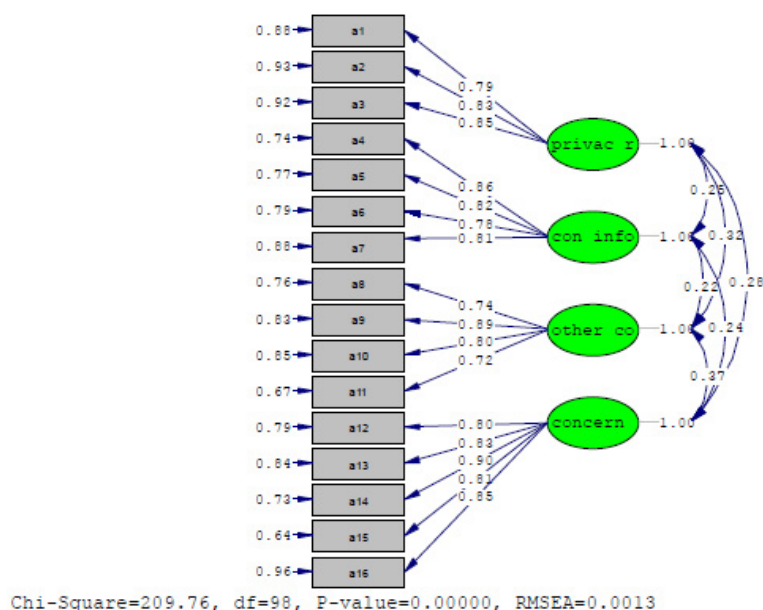 0.88 a1
0.93 a2
0.92 a3
0.74 a4
0.77 a5
0.79 a6
0.88 a7
0.76 a8
0.83 a9
0.85 a10
0.67 a11
0.79 a12
0.84 a13
0.73 a14
0.64 a15
0.96 a16
0.79
0.83
0.85
0.86
0.82
0.78
0.81
0.74
0.89
0.80
0.72
0.80
0.83
0.90
0.81
0.85
privac r 1.00
con info 1.00
other co 1.00
concern 1.00
0.25
0.32
0.28
0.22
0.24
0.37
Chi-Square=209.76, df=98, P-value=0.00000, RMSEA=0.0013